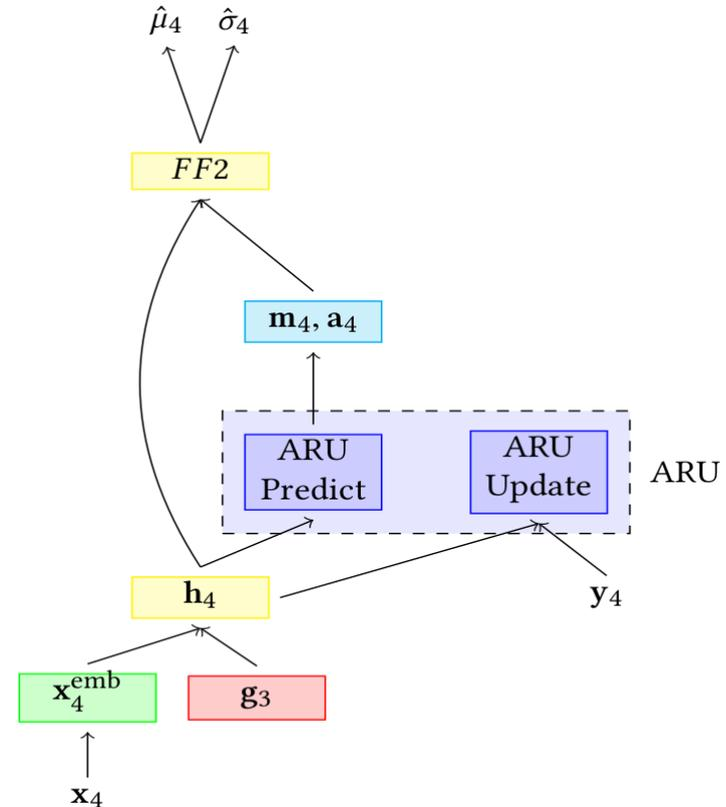 μ̂₄ σ̂₄
FF2
m₄, a₄
ARU
Predict
ARU
Update
ARU
h₄
y₄
x₄ᵉᵐᵇ
g₃
x₄